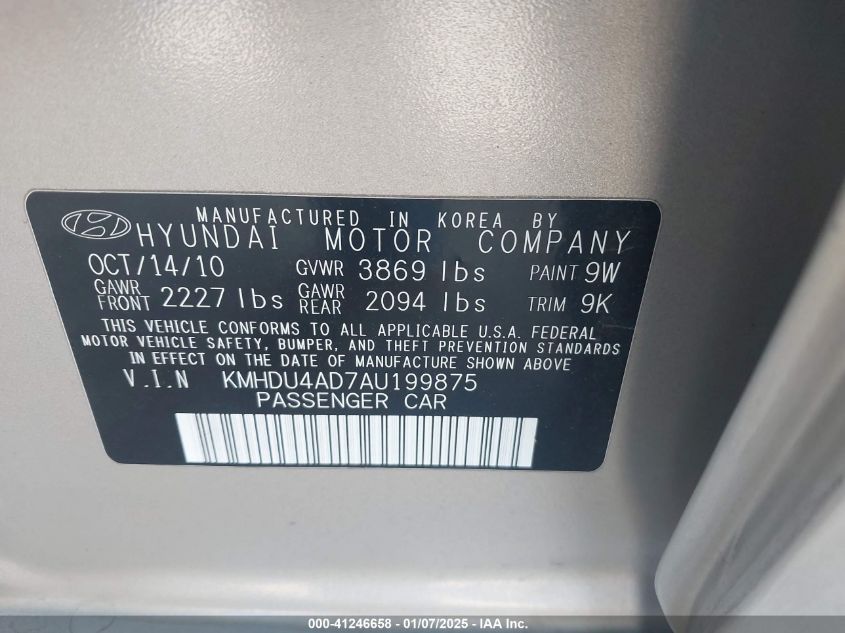 MANUFACTURED IN KOREA BY
HYUNDAI MOTOR COMPANY
OCT/14/10 GVWR 3869 lbs PAINT 9W
GAWR FRONT 2227 lbs GAWR REAR 2094 lbs TRIM 9K
THIS VEHICLE CONFORMS TO ALL APPLICABLE U.S.A. FEDERAL
MOTOR VEHICLE SAFETY, BUMPER, AND THEFT PREVENTION STANDARDS
IN EFFECT ON THE DATE OF MANUFACTURE SHOWN ABOVE
V.I.N KMHDU4AD7AU199875
PASSENGER CAR
000-41246658 - 01/07/2025 - IAA Inc.